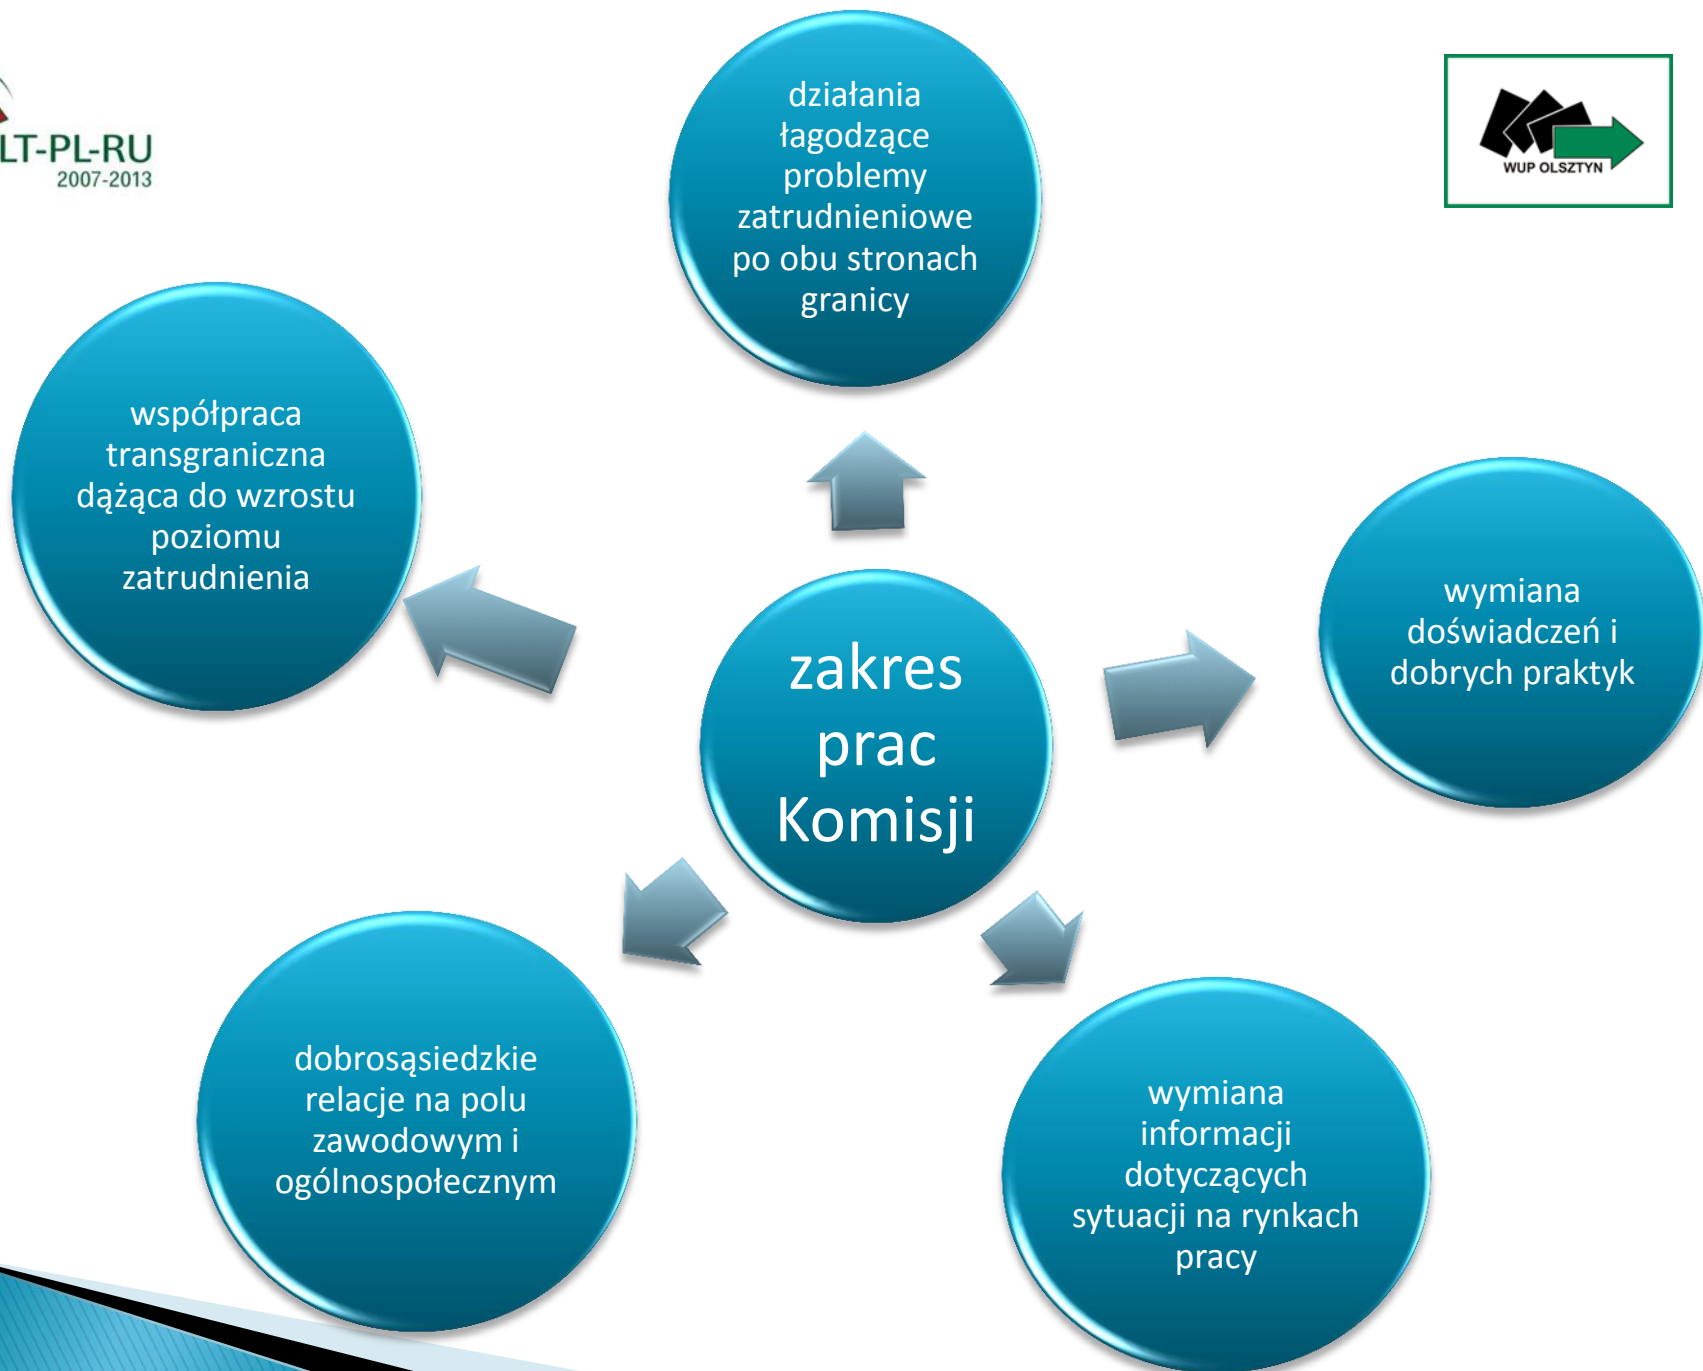 LT-PL-RU
2007-2013
WUP OLSZTYN
działania
łagodzące
problemy
zatrudnieniowe
po obu stronach
granicy
współpraca
transgraniczna
dążąca do wzrostu
poziomu
zatrudnienia
wymiana
doświadczeń i
dobrych praktyk
zakres
prac
Komisji
dobrosąsiedzkie
relacje na polu
zawodowym i
ogólnospołecznym
wymiana
informacji
dotyczących
sytuacji na rynkach
pracy